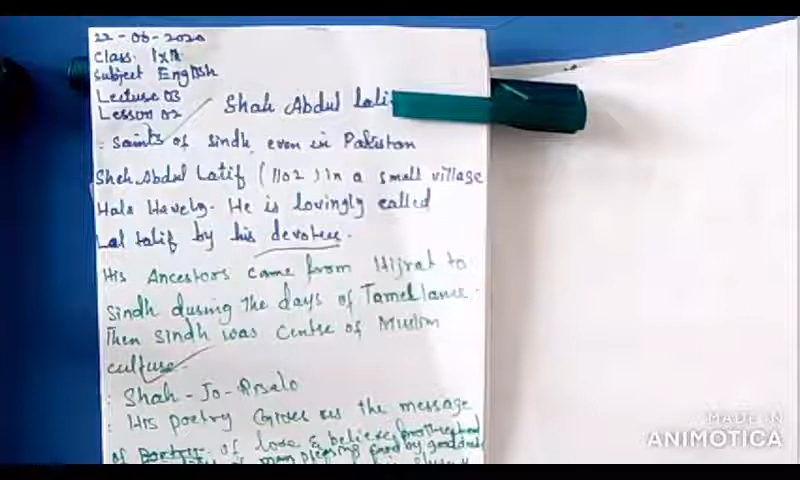 22-06-2020
Class: IXth
Subject English
Lecture 03
Lesson 02
Shah Abdul lati
: Saints of sindh, even in Pakistan
Shah Abdul Latif (1102) in a small village
Hala Havely. He is lovingly called
Lal latif by his devotees.
His Ancestors came from Hijrat to
Sindh during the days of Tamerlane.
Then Sindh was centre of Muslim
culture.
: Shah-Jo-Risalo
: His poetry Gives us the message
of love & believes brotherhood
MADE IN
ANIMOTICA